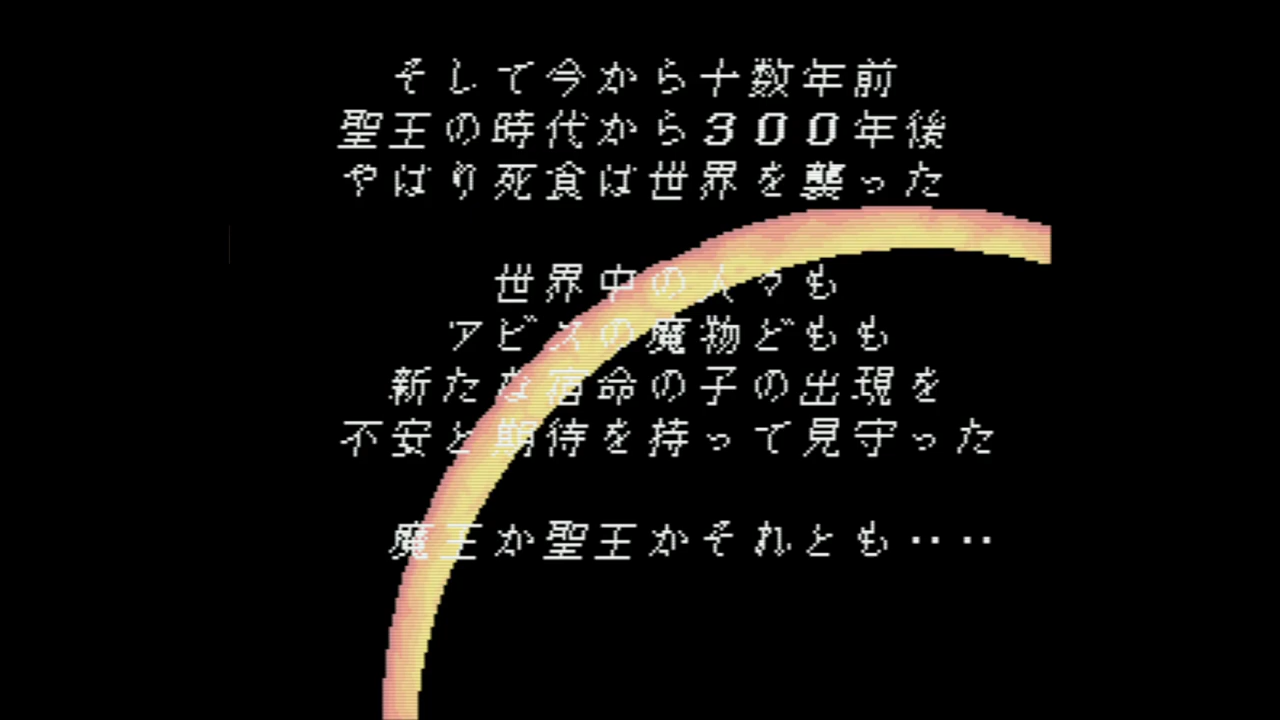 そして今から十数年前
聖王の時代から300年後
やはり死食は世界を襲った
世界中の人々も
アビスの魔物どもも
新たな宿命の子の出現を
不安と期待を持って見守った
魔王か聖王かそれとも‥‥